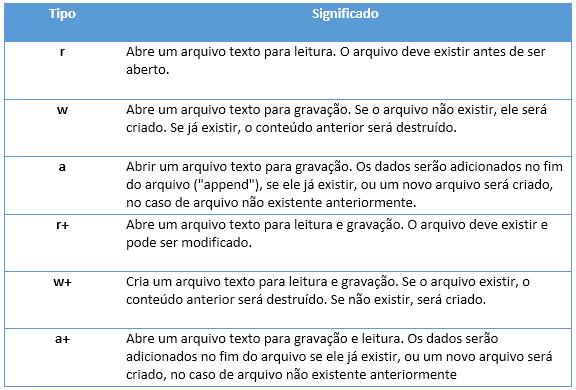 Tipo Significado
r Abre um arquivo texto para leitura. O arquivo deve existir antes de ser
aberto.
w Abre um arquivo texto para gravação. Se o arquivo não existir, ele será
criado. Se já existir, o conteúdo anterior será destruído.
a Abrir um arquivo texto para gravação. Os dados serão adicionados no fim
do arquivo ("append"), se ele já existir, ou um novo arquivo será criado,
no caso de arquivo não existente anteriormente.
r+ Abre um arquivo texto para leitura e gravação. O arquivo deve existir e
pode ser modificado.
w+ Cria um arquivo texto para leitura e gravação. Se o arquivo existir, o
conteúdo anterior será destruído. Se não existir, será criado.
a+ Abre um arquivo texto para gravação e leitura. Os dados serão
adicionados no fim do arquivo se ele já existir, ou um novo arquivo será
criado, no caso de arquivo não existente anteriormente